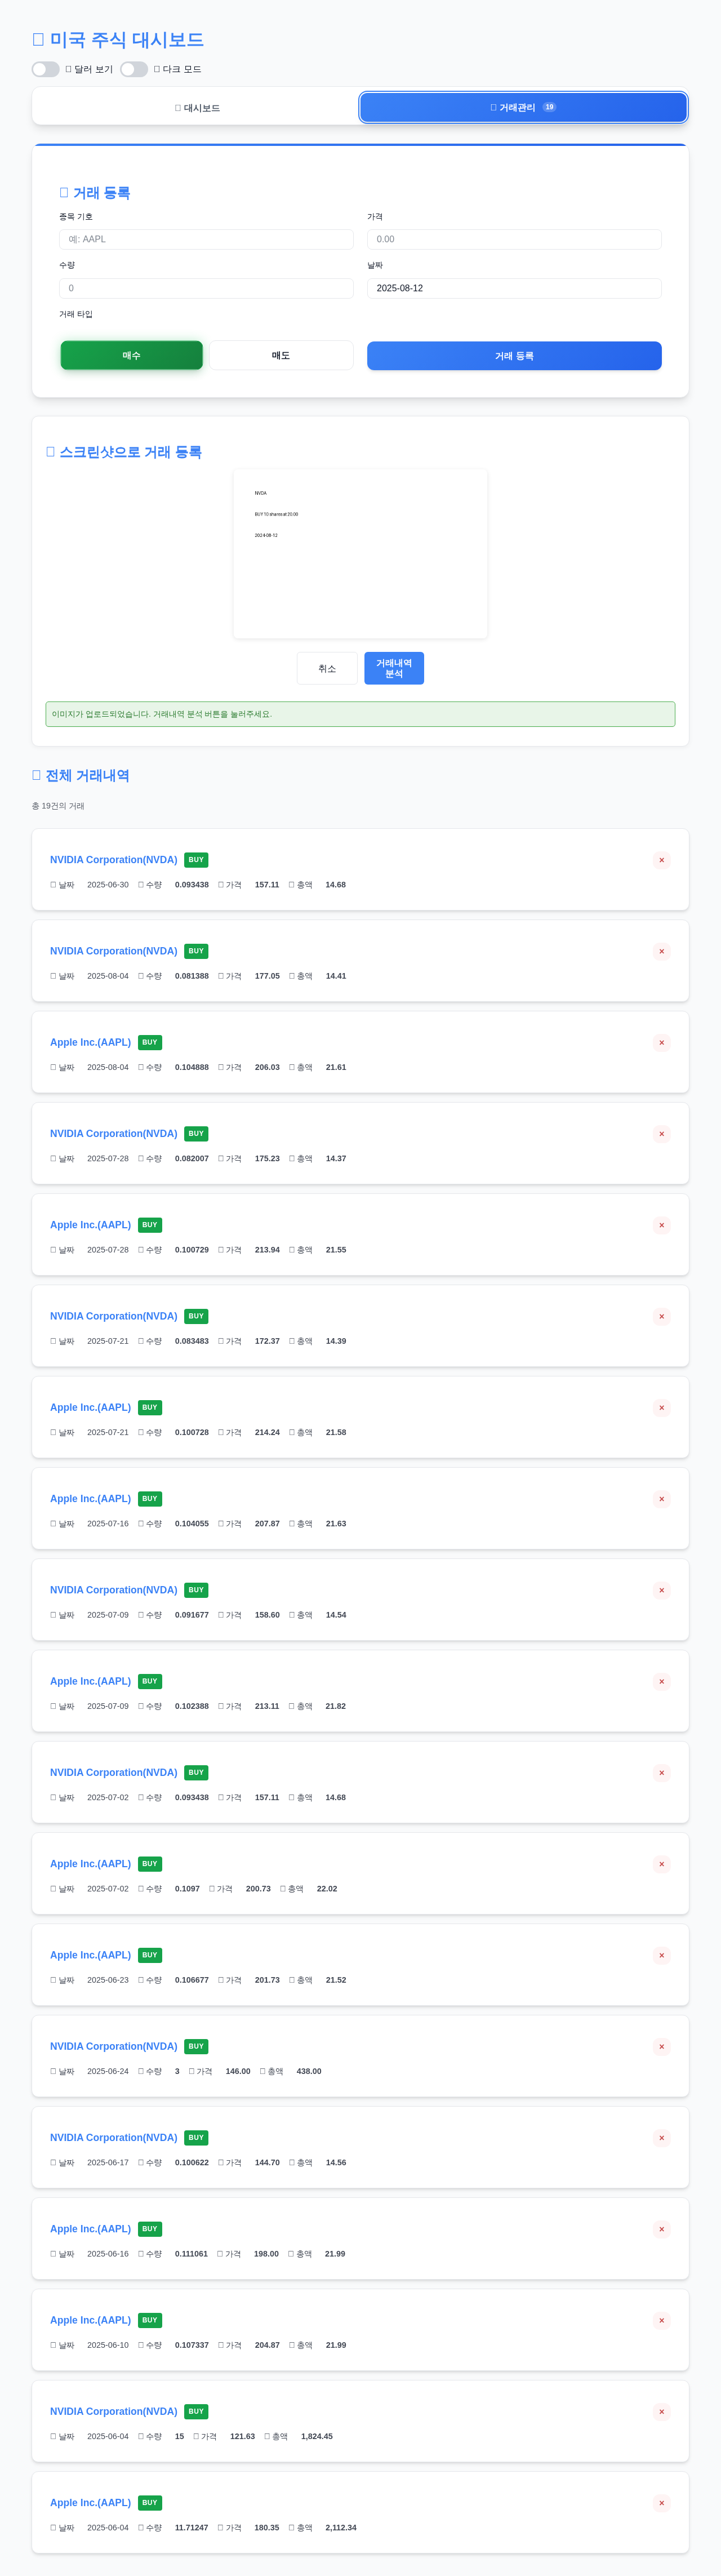 미국 주식 대시보드
달러 보기 다크 모드
대시보드 거래관리 19
거래 등록
종목 기호 가격
예: AAPL 0.00
수량 날짜
0 2025-08-12
거래 타입
매수 매도 거래 등록
스크린샷으로 거래 등록
NVDA
BUY 10 shares at 20.00
2024-08-12
취소 거래내역
분석
이미지가 업로드되었습니다. 거래내역 분석 버튼을 눌러주세요.
전체 거래내역
총 19건의 거래
NVIDIA Corporation(NVDA) BUY ×
날짜 2025-06-30 수량 0.093438 가격 157.11 총액 14.68
NVIDIA Corporation(NVDA) BUY ×
날짜 2025-08-04 수량 0.081388 가격 177.05 총액 14.41
Apple Inc.(AAPL) BUY ×
날짜 2025-08-04 수량 0.104888 가격 206.03 총액 21.61
NVIDIA Corporation(NVDA) BUY ×
날짜 2025-07-28 수량 0.082007 가격 175.23 총액 14.37
Apple Inc.(AAPL) BUY ×
날짜 2025-07-28 수량 0.100729 가격 213.94 총액 21.55
NVIDIA Corporation(NVDA) BUY ×
날짜 2025-07-21 수량 0.083483 가격 172.37 총액 14.39
Apple Inc.(AAPL) BUY ×
날짜 2025-07-21 수량 0.100728 가격 214.24 총액 21.58
Apple Inc.(AAPL) BUY ×
날짜 2025-07-16 수량 0.104055 가격 207.87 총액 21.63
NVIDIA Corporation(NVDA) BUY ×
날짜 2025-07-09 수량 0.091677 가격 158.60 총액 14.54
Apple Inc.(AAPL) BUY ×
날짜 2025-07-09 수량 0.102388 가격 213.11 총액 21.82
NVIDIA Corporation(NVDA) BUY ×
날짜 2025-07-02 수량 0.093438 가격 157.11 총액 14.68
Apple Inc.(AAPL) BUY ×
날짜 2025-07-02 수량 0.1097 가격 200.73 총액 22.02
Apple Inc.(AAPL) BUY ×
날짜 2025-06-23 수량 0.106677 가격 201.73 총액 21.52
NVIDIA Corporation(NVDA) BUY ×
날짜 2025-06-24 수량 3 가격 146.00 총액 438.00
NVIDIA Corporation(NVDA) BUY ×
날짜 2025-06-17 수량 0.100622 가격 144.70 총액 14.56
Apple Inc.(AAPL) BUY ×
날짜 2025-06-16 수량 0.111061 가격 198.00 총액 21.99
Apple Inc.(AAPL) BUY ×
날짜 2025-06-10 수량 0.107337 가격 204.87 총액 21.99
NVIDIA Corporation(NVDA) BUY ×
날짜 2025-06-04 수량 15 가격 121.63 총액 1,824.45
Apple Inc.(AAPL) BUY ×
날짜 2025-06-04 수량 11.71247 가격 180.35 총액 2,112.34